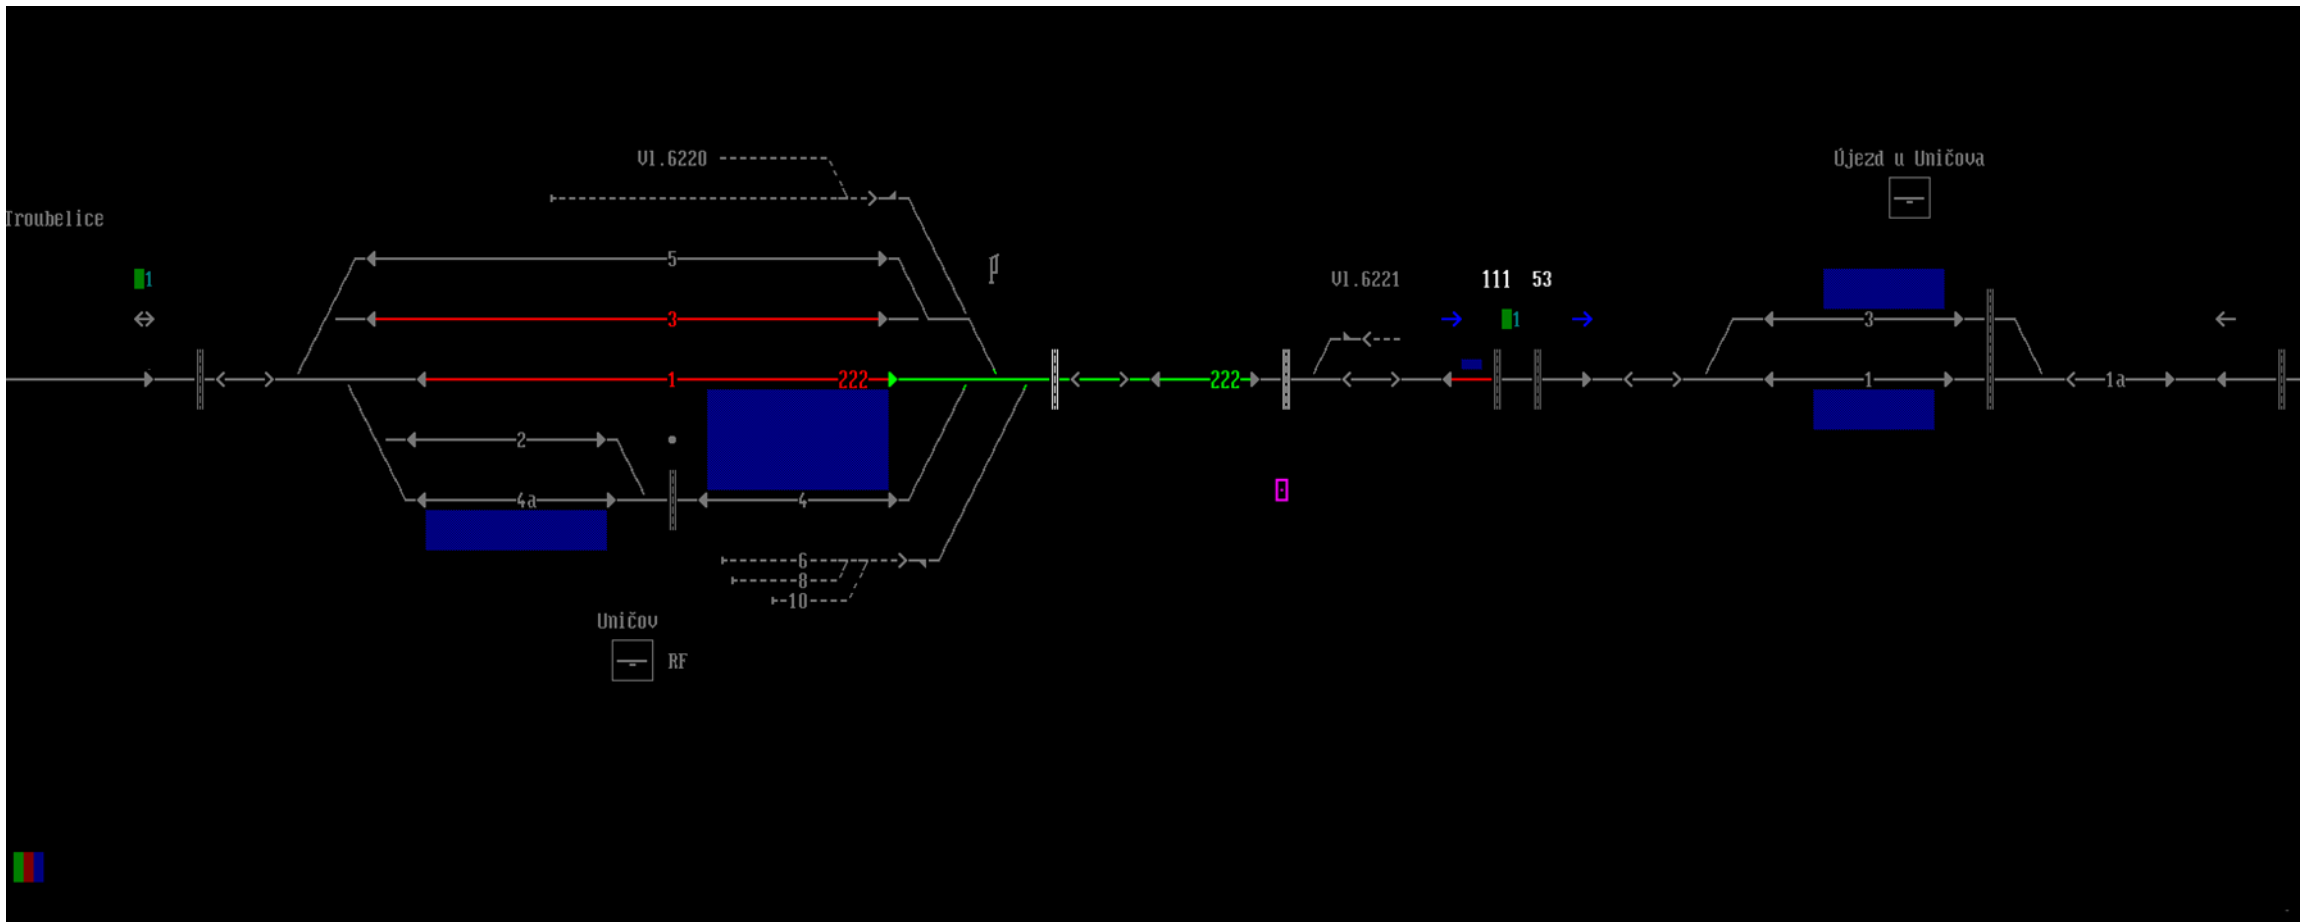 Vl.6220
Újezd u Uničova
Troubelice
5
1
Vl.6221
111 53
3
1
3
1
222
222
1
1a
2
4a
4
6
8
10
Uničov
RF